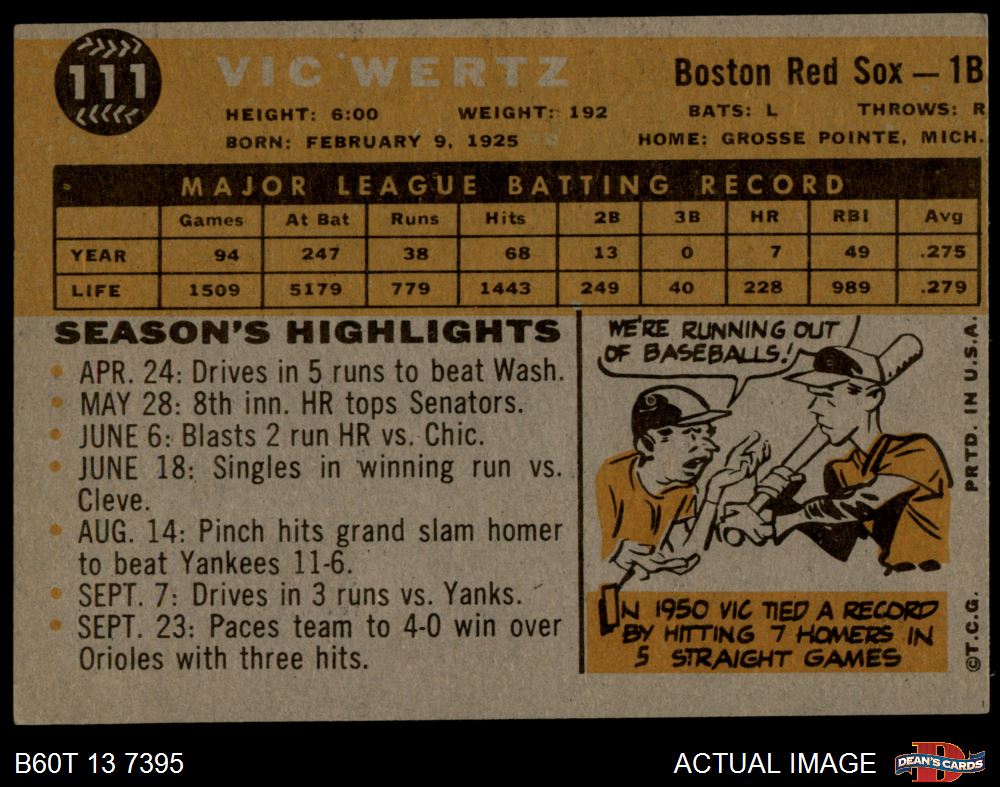 111
VIC WERTZ
Boston Red Sox — 1B
HEIGHT: 6:00 WEIGHT: 192 BATS: L THROWS: R
BORN: FEBRUARY 9, 1925 HOME: GROSSE POINTE, MICH.
MAJOR LEAGUE BATTING RECORD
Games At Bat Runs Hits 2B 3B HR RBI Avg
YEAR 94 247 38 68 13 0 7 49 .275
LIFE 1509 5179 779 1443 249 40 228 989 .279
SEASON'S HIGHLIGHTS
• APR. 24: Drives in 5 runs to beat Wash.
• MAY 28: 8th inn. HR tops Senators.
• JUNE 6: Blasts 2 run HR vs. Chic.
• JUNE 18: Singles in winning run vs.
Cleve.
• AUG. 14: Pinch hits grand slam homer
to beat Yankees 11-6.
• SEPT. 7: Drives in 3 runs vs. Yanks.
• SEPT. 23: Paces team to 4-0 win over
Orioles with three hits.
WE'RE RUNNING OUT
OF BASEBALLS!
IN 1950 VIC TIED A RECORD
BY HITTING 7 HOMERS IN
5 STRAIGHT GAMES
©T.C.G. PRTD. IN U.S.A.
B60T 13 7395
ACTUAL IMAGE
D
DEAN'S CARDS